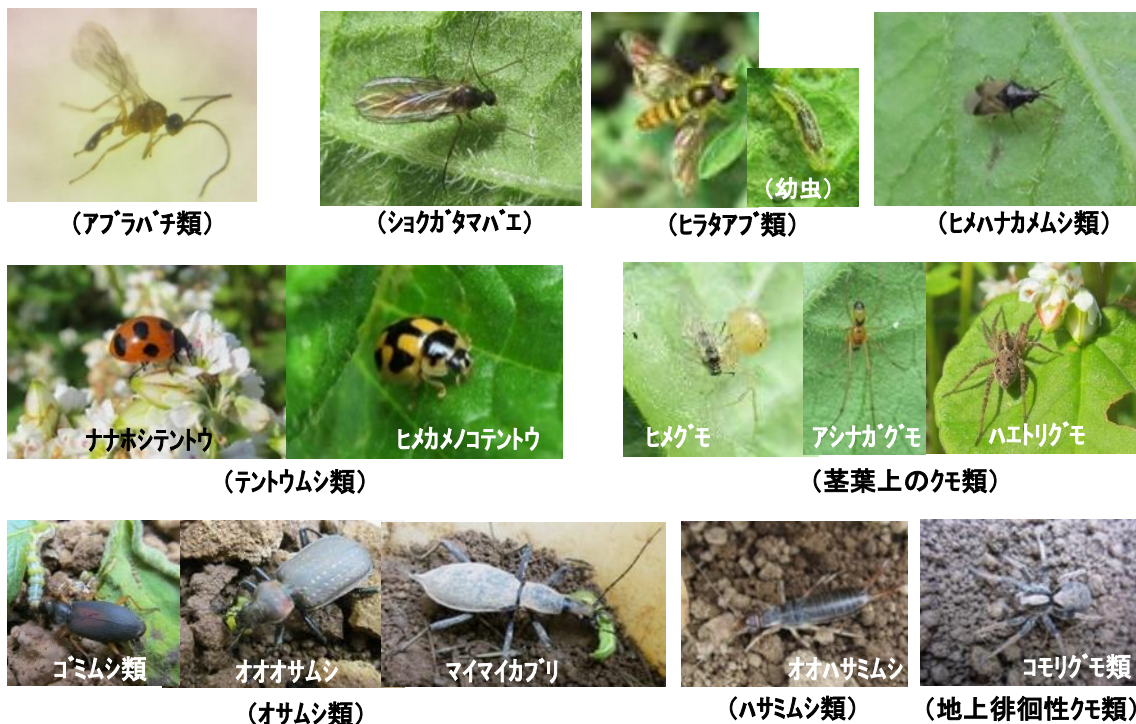 (幼虫)
(ｱﾌﾞﾗﾊﾞﾁ類)
(ｼｮｸｶﾞﾀﾏﾊﾞｴ)
(ﾋﾗﾀｱﾌﾞ類)
(ﾋﾒﾊﾅｶﾒﾑｼ類)
ﾅﾅﾎｼﾃﾝﾄｳ
ﾋﾒｶﾒﾉｺﾃﾝﾄｳ
ﾋﾒｸﾞﾓ
ｱｼﾅｶﾞｸﾞﾓ
ﾊｴﾄﾘｸﾞﾓ
(ﾃﾝﾄｳﾑｼ類)
(茎葉上のｸﾓ類)
ｺﾞﾐﾑｼ類
ｵｵｵｻﾑｼ
ﾏｲﾏｲｶﾌﾞﾘ
ｵｵﾊｻﾐﾑｼ
ｺﾓﾘｸﾞﾓ類
(ｵｻﾑｼ類)
(ﾊｻﾐﾑｼ類)
(地上徘徊性ｸﾓ類)